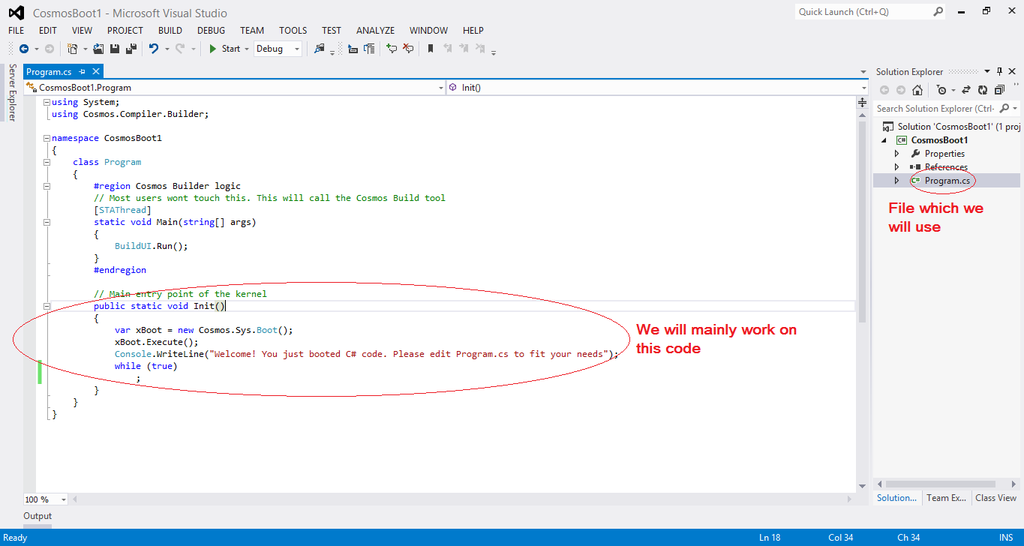 CosmosBoot1 - Microsoft Visual Studio
Quick Launch (Ctrl+Q)
FILE EDIT VIEW PROJECT BUILD DEBUG TEAM TOOLS TEST ANALYZE WINDOW HELP
Start Debug
Server Explorer
Program.cs
CosmosBoot1.Program Init()
using System;
using Cosmos.Compiler.Builder;
namespace CosmosBoot1
{
class Program
{
#region Cosmos Builder logic
// Most users wont touch this. This will call the Cosmos Build tool
[STAThread]
static void Main(string[] args)
{
BuildUI.Run();
}
#endregion
// Main entry point of the kernel
public static void Init()
{
var xBoot = new Cosmos.Sys.Boot();
xBoot.Execute();
Console.WriteLine("Welcome! You just booted C# code. Please edit Program.cs to fit your needs");
while (true)
;
}
}
}
We will mainly work on
this code
Solution Explorer
Search Solution Explorer (Ctrl-
Solution 'CosmosBoot1' (1 proj
C# CosmosBoot1
Properties
References
C# Program.cs
File which we
will use
Solution... Team Ex... Class View
100 %
Output
Ready Ln 18 Col 34 Ch 34 INS